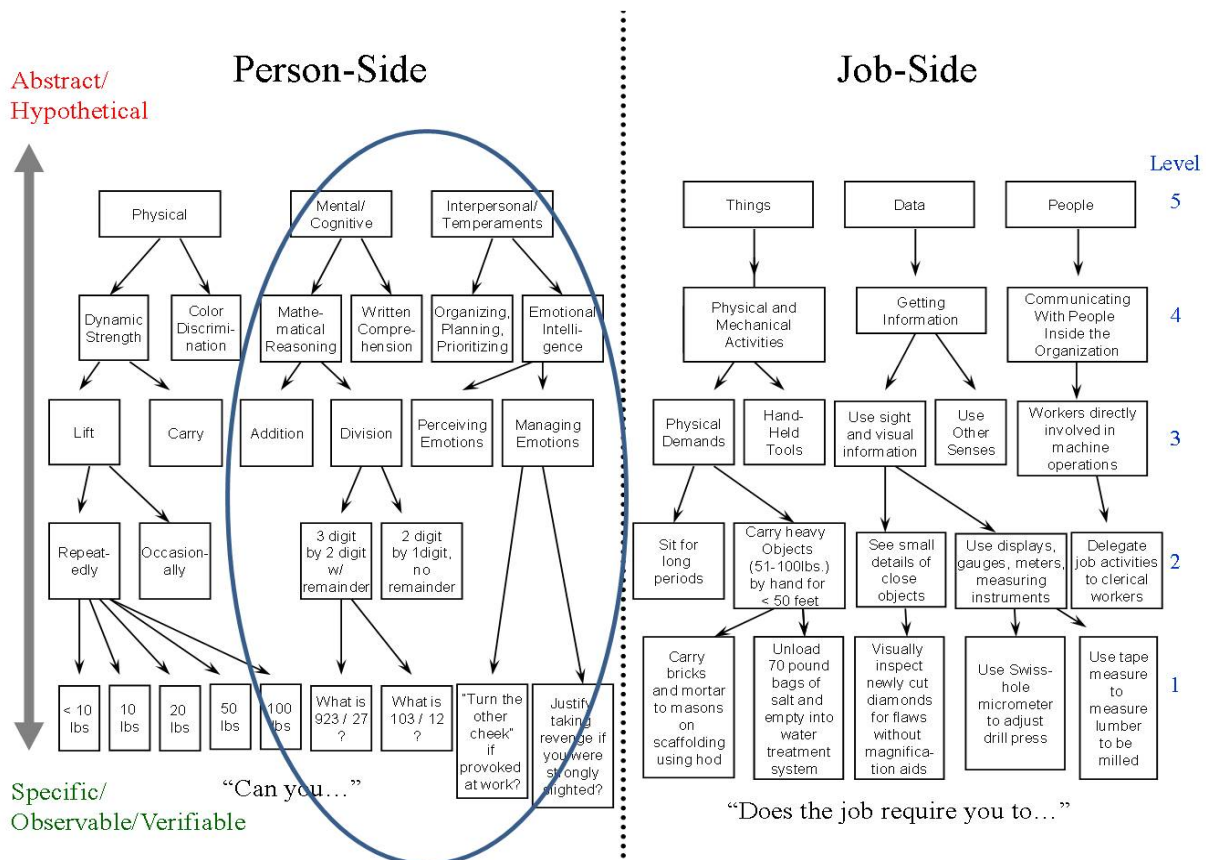 Person-Side
Job-Side
Abstract/
Hypothetical
Level
Physical
Mental/
Cognitive
Interpersonal/
Temperaments
Things
Data
People
5
Dynamic
Strength
Color
Discrimi-
nation
Mathe-
matical
Reasoning
Written
Compre-
hension
Organizing,
Planning,
Prioritizing
Emotional
Intelli-
gence
Physical and
Mechanical
Activities
Getting
Information
Communicating
With People
Inside the
Organization
4
Lift
Carry
Addition
Division
Perceiving
Emotions
Managing
Emotions
Physical
Demands
Hand-
Held
Tools
Use sight
and visual
information
Use
Other
Senses
Workers directly
involved in
machine
operations
3
Repeat-
edly
Occasion-
ally
3 digit
by 2 digit
w/
remainder
2 digit
by 1digit,
no
remainder
Sit for
long
periods
Carry heavy
Objects
(51-100lbs.)
by hand for
< 50 feet
See small
details of
close
objects
Use displays,
gauges, meters,
measuring
instruments
Delegate
job activities
to clerical
workers
2
< 10
lbs
10
lbs
20
lbs
50
lbs
100
lbs
What is
923 / 27
?
What is
103 / 12 ?
"Turn the
other
cheek" if
provoked
at work?
Justify
taking
revenge if
you were
strongly
slighted?
Carry
bricks
and mortar
to masons
on
scaffolding
using hod
Unload
70 pound
bags of
salt and
empty into
water
treatment
system
Visually
inspect
newly cut
diamonds
for flaws
without
magnifica-
tion aids
Use Swiss-
hole
micrometer
to adjust
drill press
Use tape
measure
to
measure
lumber to
be milled
1
Specific/
Observable/Verifiable
“Can you…”
“Does the job require you to…”